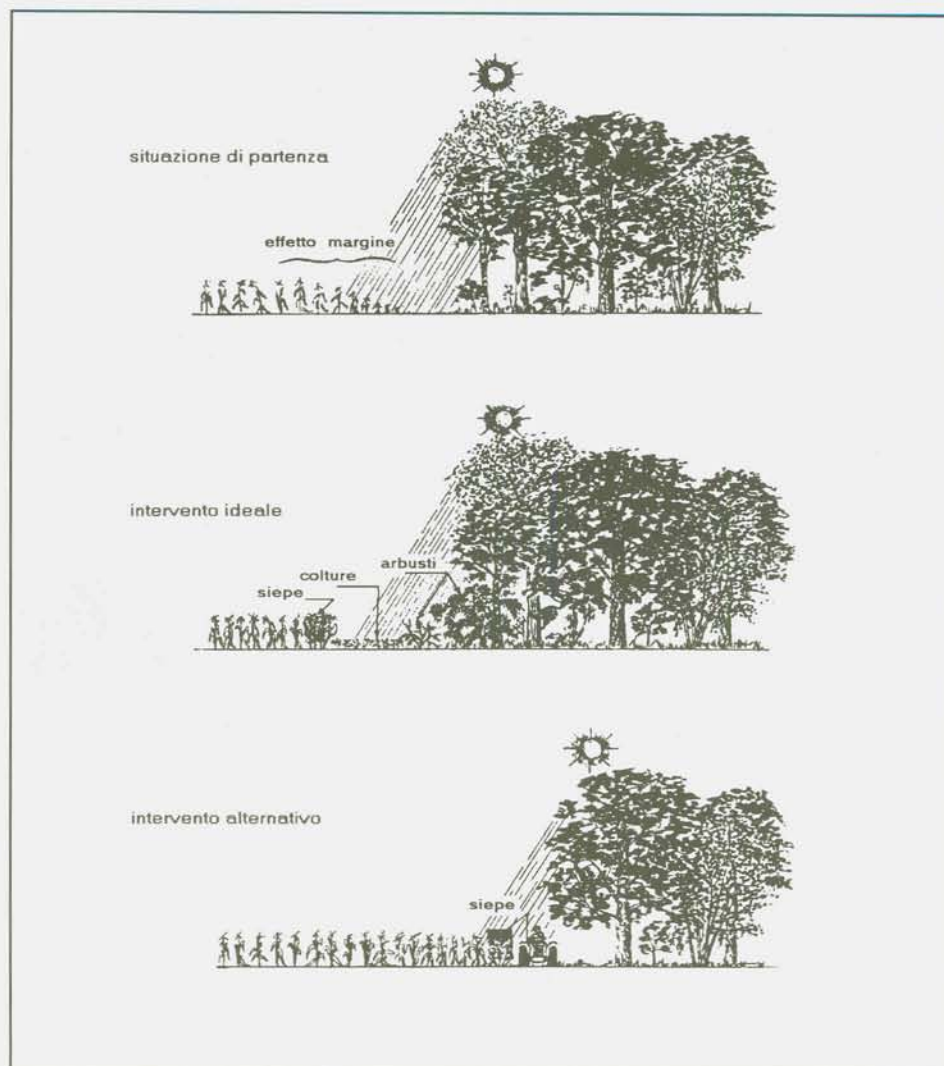 situazione di partenza
effetto margine
intervento ideale
arbusti
colture
siepe
intervento alternativo
siepe